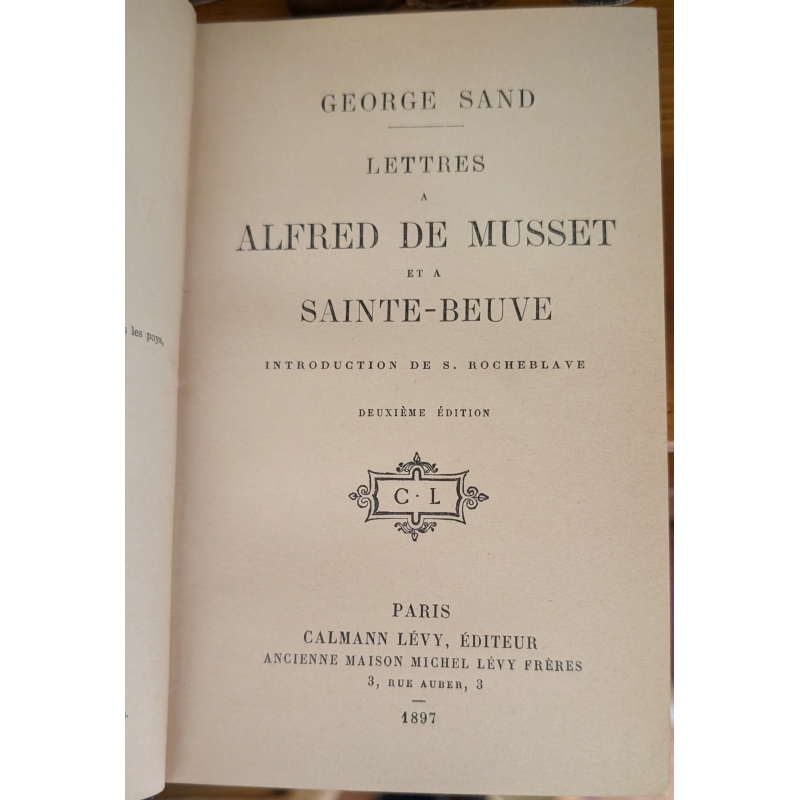 GEORGE SAND
LETTRES
A
ALFRED DE MUSSET
ET A
SAINTE-BEUVE
INTRODUCTION DE S. ROCHEBLAVE
DEUXIÈME ÉDITION
C · L
PARIS
CALMANN LÉVY, ÉDITEUR
ANCIENNE MAISON MICHEL LÉVY FRÈRES
3, RUE AUBER, 3
1897
les pays,